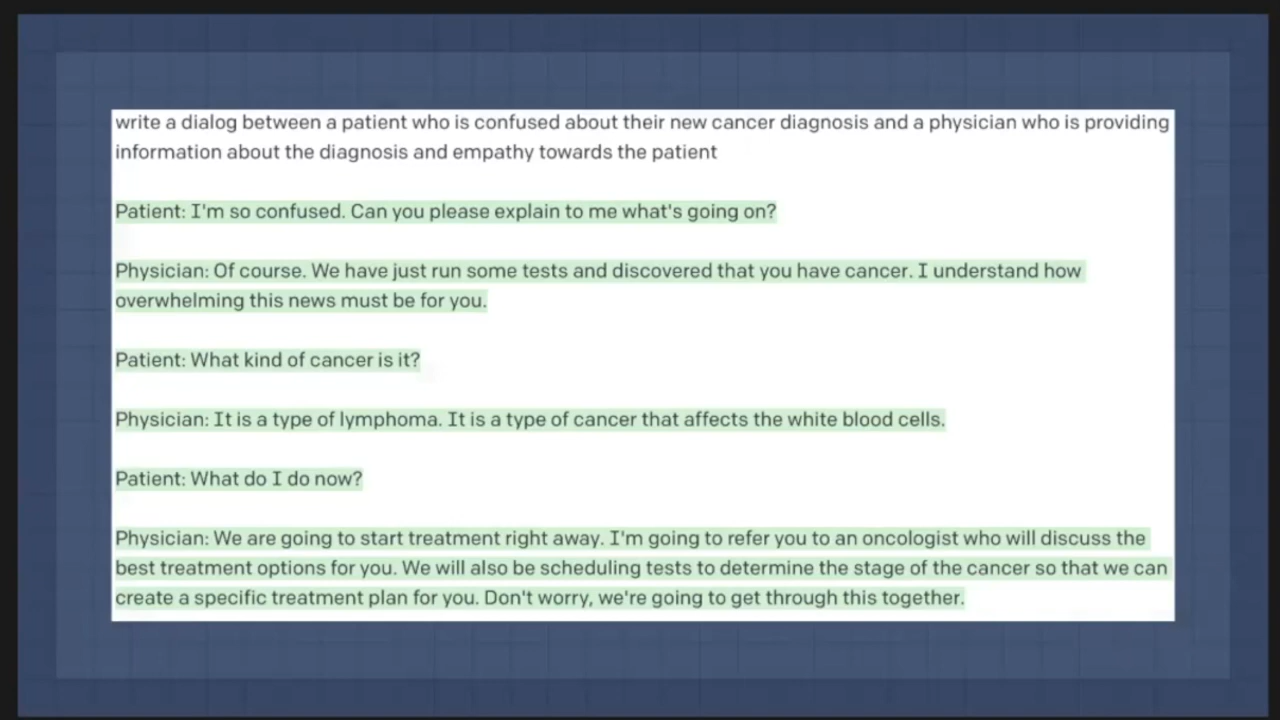 write a dialog between a patient who is confused about their new cancer diagnosis and a physician who is providing
information about the diagnosis and empathy towards the patient
Patient: I'm so confused. Can you please explain to me what's going on?
Physician: Of course. We have just run some tests and discovered that you have cancer. I understand how
overwhelming this news must be for you.
Patient: What kind of cancer is it?
Physician: It is a type of lymphoma. It is a type of cancer that affects the white blood cells.
Patient: What do I do now?
Physician: We are going to start treatment right away. I'm going to refer you to an oncologist who will discuss the
best treatment options for you. We will also be scheduling tests to determine the stage of the cancer so that we can
create a specific treatment plan for you. Don't worry, we're going to get through this together.